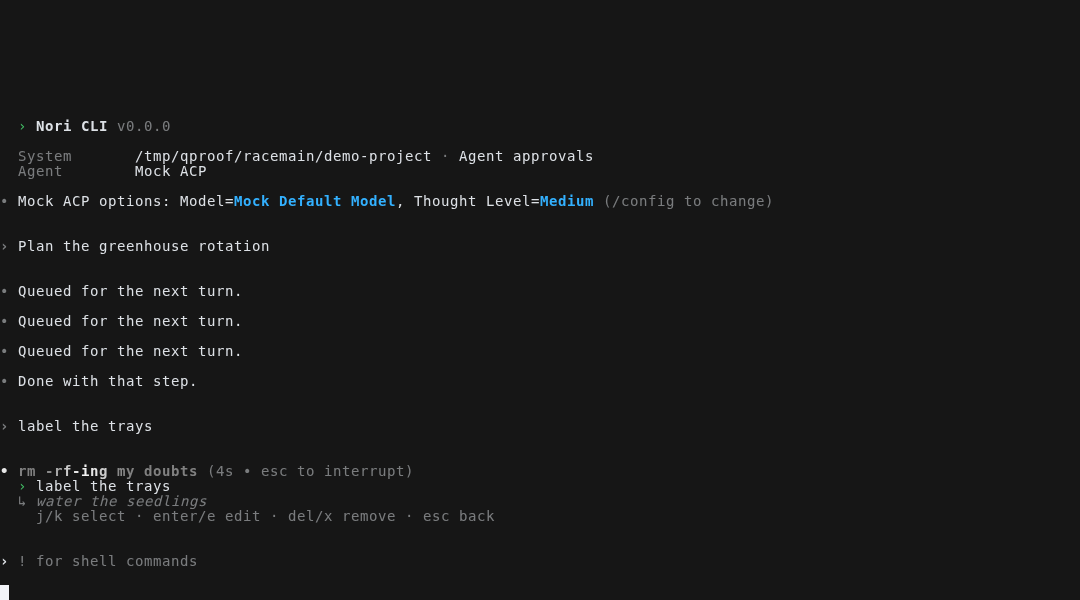 › Nori CLI v0.0.0
System /tmp/qproof/racemain/demo-project · Agent approvals
Agent Mock ACP
• Mock ACP options: Model=Mock Default Model, Thought Level=Medium (/config to change)
› Plan the greenhouse rotation
• Queued for the next turn.
• Queued for the next turn.
• Queued for the next turn.
• Done with that step.
› label the trays
• rm -rf-ing my doubts (4s • esc to interrupt)
› label the trays
↳ water the seedlings
j/k select · enter/e edit · del/x remove · esc back
› ! for shell commands